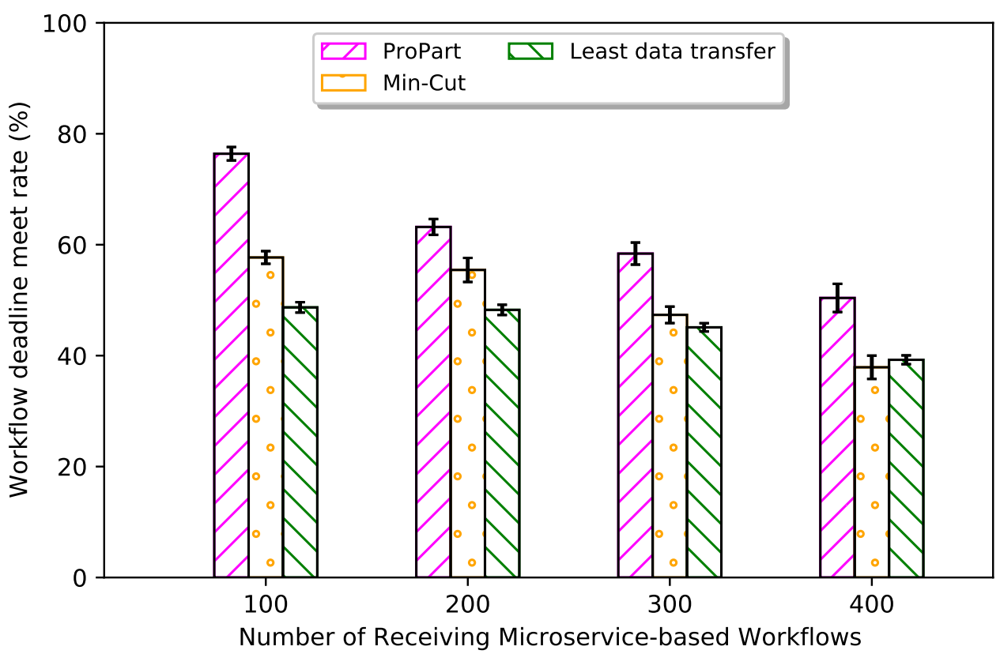 Workflow deadline meet rate (%)
100
80
60
40
20
0
ProPart
Min-Cut
Least data transfer
100 200 300 400
Number of Receiving Microservice-based Workflows